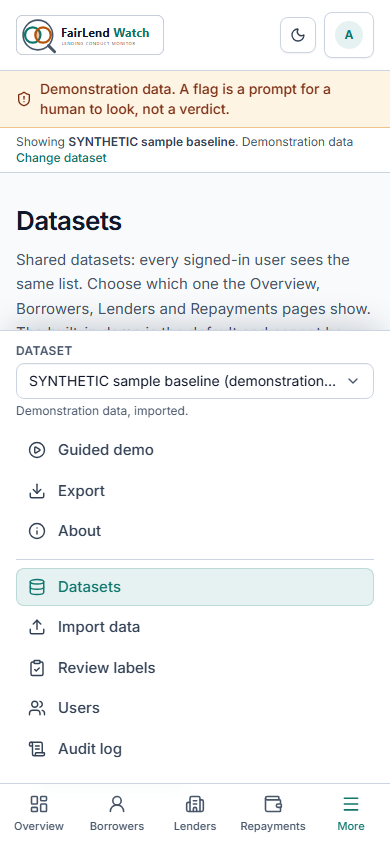 FairLend Watch
LENDING CONDUCT MONITOR
A
Demonstration data. A flag is a prompt for a
human to look, not a verdict.
Showing SYNTHETIC sample baseline. Demonstration data
Change dataset
Datasets
Shared datasets: every signed-in user sees the
same list. Choose which one the Overview,
Borrowers, Lenders and Repayments pages show.
DATASET
SYNTHETIC sample baseline (demonstration...
Demonstration data, imported.
Guided demo
Export
About
Datasets
Import data
Review labels
Users
Audit log
Overview
Borrowers
Lenders
Repayments
More